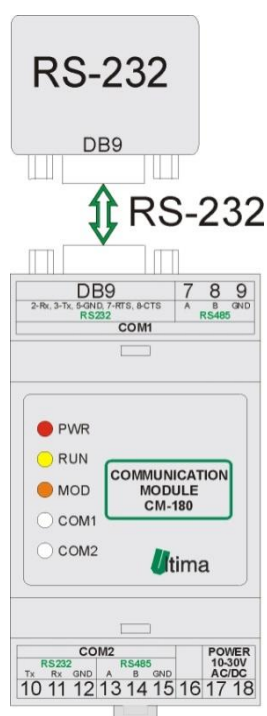 RS-232
DB9
RS-232
DB9 7 8 9
2-Rx, 3-Tx, 5-GND, 7-RTS, 8-CTS A B GND
RS232 RS485
COM1
PWR
RUN
MOD
COM1
COM2
COMMUNICATION
MODULE
CM-180
Ultima
COM2 POWER
RS232 RS485 10-30V
Tx Rx GND A B GND AC/DC
10 11 12 13 14 15 16 17 18